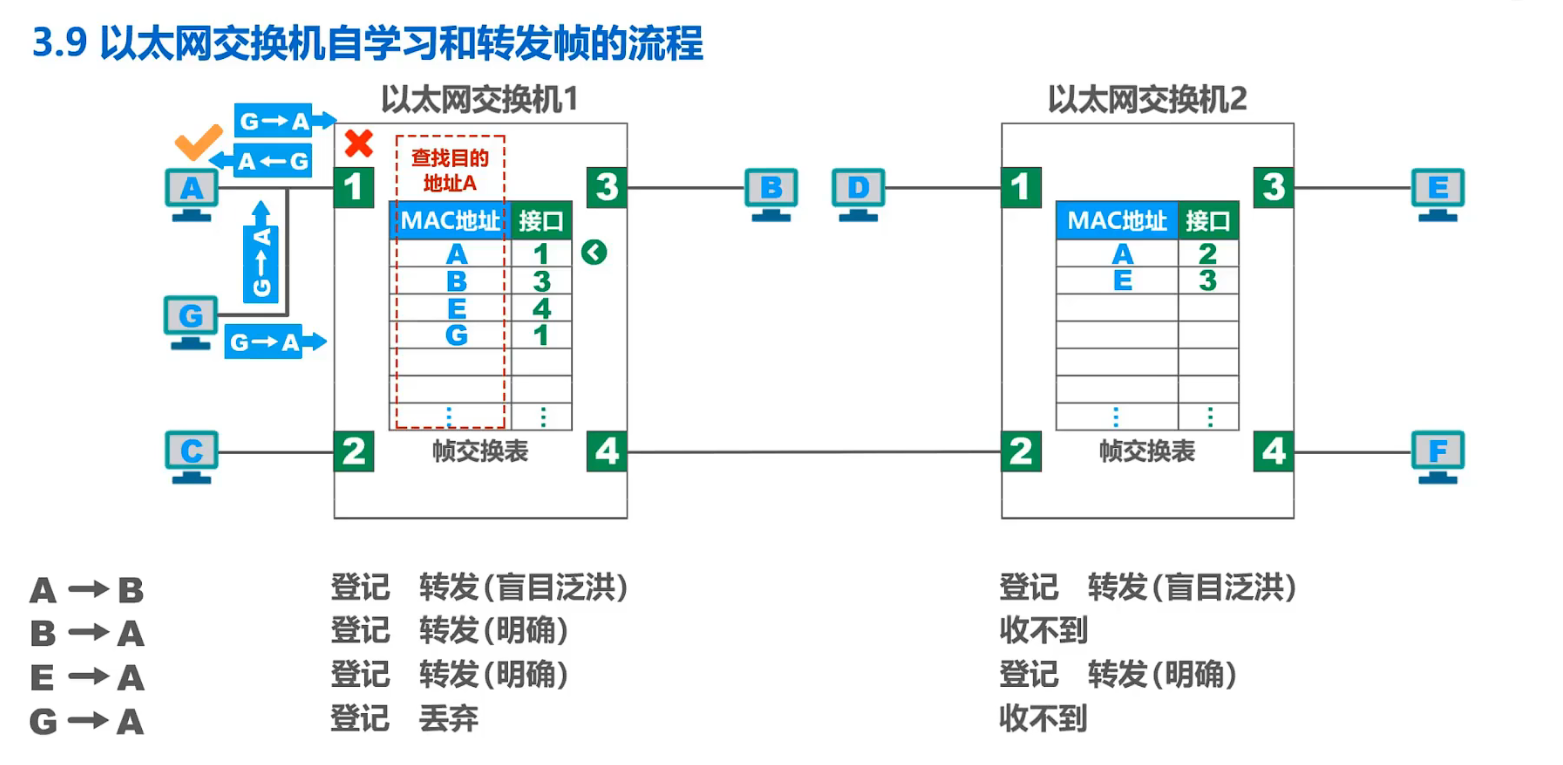 3.9 以太网交换机自学习和转发帧的流程
以太网交换机1
以太网交换机2
G→A
A←G
查找目的
地址A
A
1
3
B
D
1
3
E
MAC地址 接口
MAC地址 接口
A 1
A 2
B 3
E 3
E 4
G 1
G→A
G
G→A
⋮ ⋮
⋮ ⋮
C
2
帧交换表
4
2
帧交换表
4
F
A→B 登记 转发(盲目泛洪) 登记 转发(盲目泛洪)
B→A 登记 转发(明确) 收不到
E→A 登记 转发(明确) 登记 转发(明确)
G→A 登记 丢弃 收不到